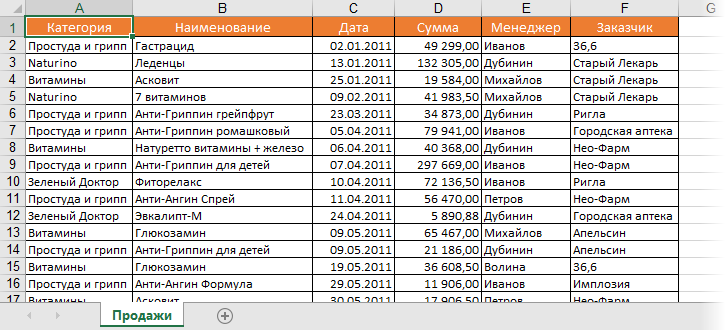 A B C D E F G
1 Категория Наименование Дата Сумма Менеджер Заказчик
2 Простуда и грипп Гастрацид 02.01.2011 49 299,00 Иванов 36,6
3 Naturino Леденцы 13.01.2011 132 305,00 Дубинин Старый Лекарь
4 Витамины Асковит 25.01.2011 19 584,00 Михайлов Старый Лекарь
5 Naturino 7 витаминов 09.02.2011 41 983,50 Михайлов Старый Лекарь
6 Простуда и грипп Анти-Гриппин грейпфрут 23.03.2011 34 873,00 Дубинин Ригла
7 Простуда и грипп Анти-Гриппин ромашковый 05.04.2011 79 941,00 Иванов Городская аптека
8 Витамины Натуретто витамины + железо 06.04.2011 40 368,00 Дубинин Нео-Фарм
9 Простуда и грипп Анти-Гриппин для детей 07.04.2011 297 669,00 Иванов Нео-Фарм
10 Зеленый Доктор Фиторелакс 10.04.2011 72 136,50 Иванов Ригла
11 Простуда и грипп Анти-Ангин Спрей 11.04.2011 56 470,00 Петров Нео-Фарм
12 Зеленый Доктор Эвкалипт-М 24.04.2011 5 890,88 Дубинин Городская аптека
13 Витамины Глюкозамин 09.05.2011 65 467,00 Михайлов Апельсин
14 Простуда и грипп Анти-Гриппин для детей 09.05.2011 21 186,00 Дубинин Апельсин
15 Витамины Глюкозамин 19.05.2011 36 608,50 Волина 36,6
16 Простуда и грипп Анти-Ангин Формула 29.05.2011 11 906,00 Иванов Имплозия
17 Витамины Асковит 30.05.2011 17 906,50 Петров Нео-Фарм
Продажи